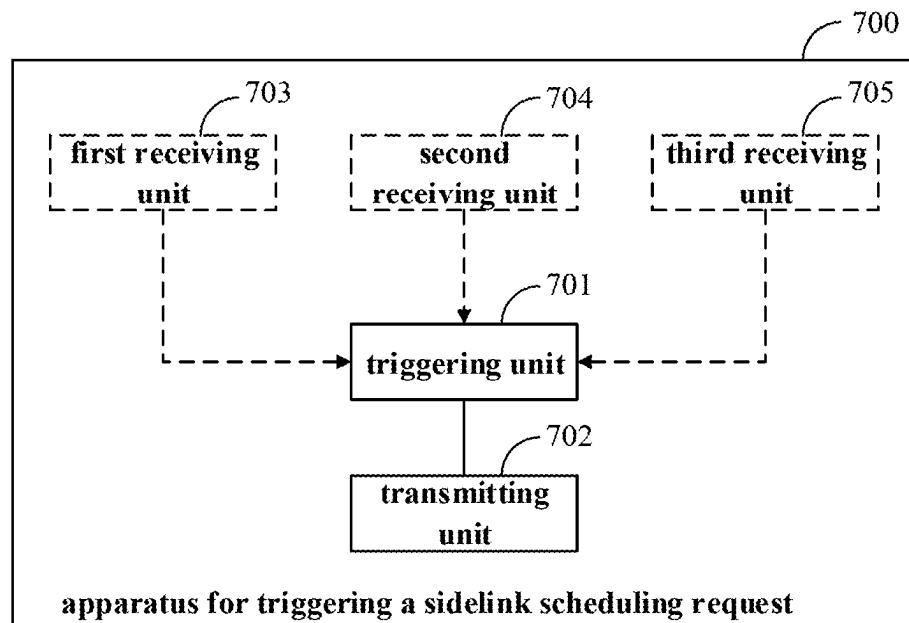 700
703
704
705
first receiving
unit
second
receiving unit
third receiving
unit
701
triggering unit
702
transmitting
unit
apparatus for triggering a sidelink scheduling request